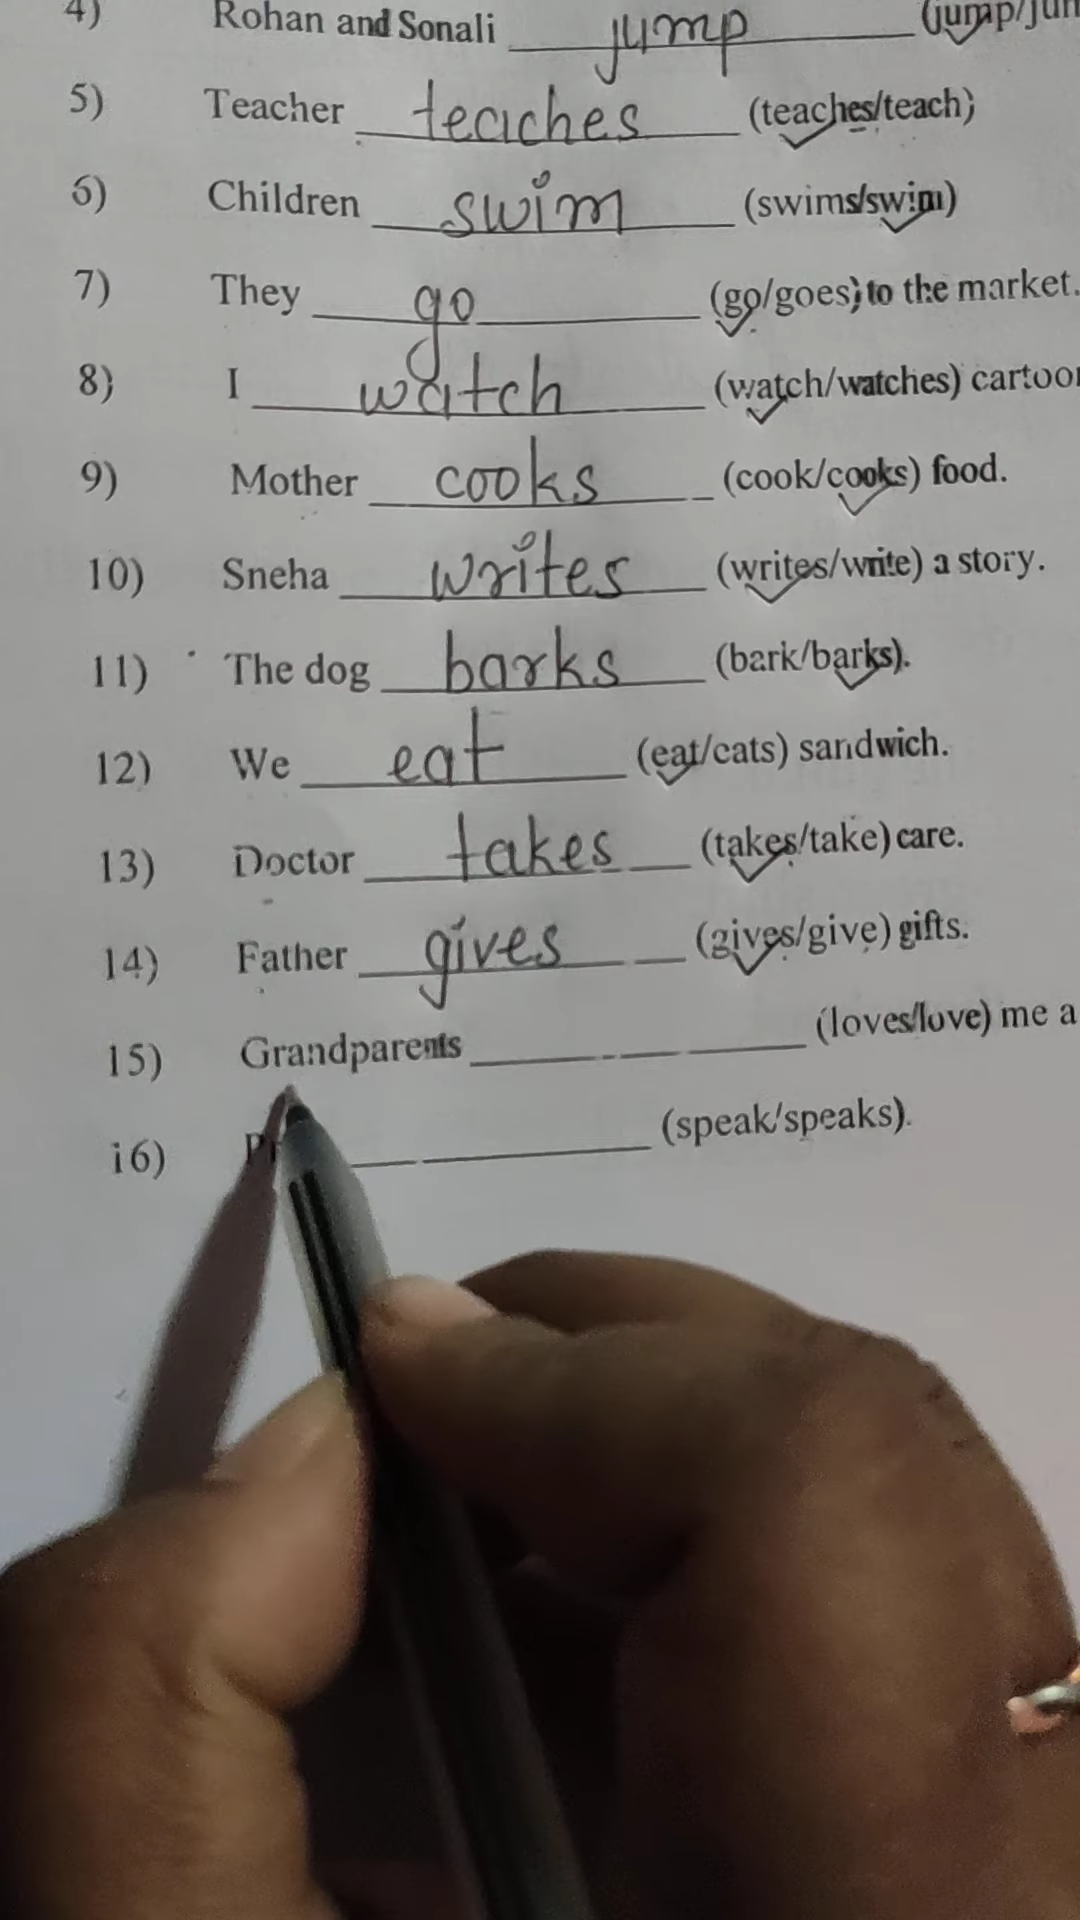 4) Rohan and Sonali jump (jump/jum
5) Teacher teaches (teaches/teach)
6) Children swim (swims/swim)
7) They go (go/goes) to the market.
8) I watch (watch/watches) cartoon
9) Mother cooks (cook/cooks) food.
10) Sneha writes (writes/write) a story.
11) The dog barks (bark/barks).
12) We eat (eat/eats) sandwich.
13) Doctor takes (takes/take) care.
14) Father gives (gives/give) gifts.
15) Grandparents (loves/love) me a
16) (speak/speaks).